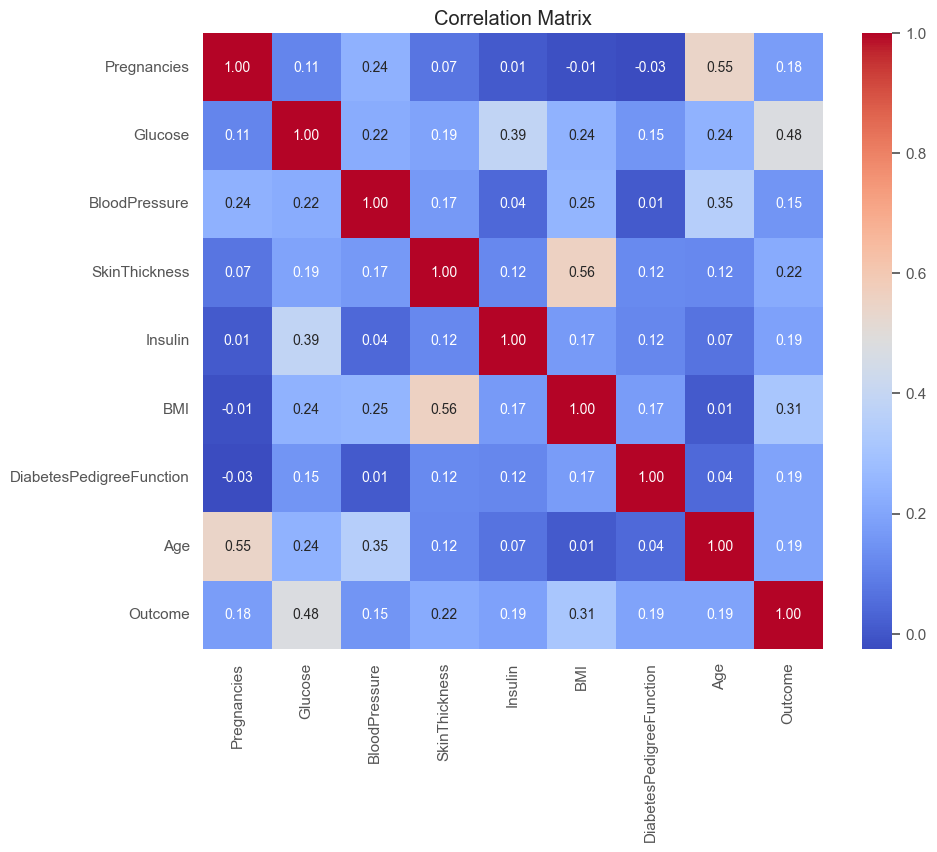 Correlation Matrix
Pregnancies 1.00 0.11 0.24 0.07 0.01 -0.01 -0.03 0.55 0.18
Glucose 0.11 1.00 0.22 0.19 0.39 0.24 0.15 0.24 0.48
BloodPressure 0.24 0.22 1.00 0.17 0.04 0.25 0.01 0.35 0.15
SkinThickness 0.07 0.19 0.17 1.00 0.12 0.56 0.12 0.12 0.22
Insulin 0.01 0.39 0.04 0.12 1.00 0.17 0.12 0.07 0.19
BMI -0.01 0.24 0.25 0.56 0.17 1.00 0.17 0.01 0.31
DiabetesPedigreeFunction -0.03 0.15 0.01 0.12 0.12 0.17 1.00 0.04 0.19
Age 0.55 0.24 0.35 0.12 0.07 0.01 0.04 1.00 0.19
Outcome 0.18 0.48 0.15 0.22 0.19 0.31 0.19 0.19 1.00
Pregnancies
Glucose
BloodPressure
SkinThickness
Insulin
BMI
DiabetesPedigreeFunction
Age
Outcome
1.0
0.8
0.6
0.4
0.2
0.0